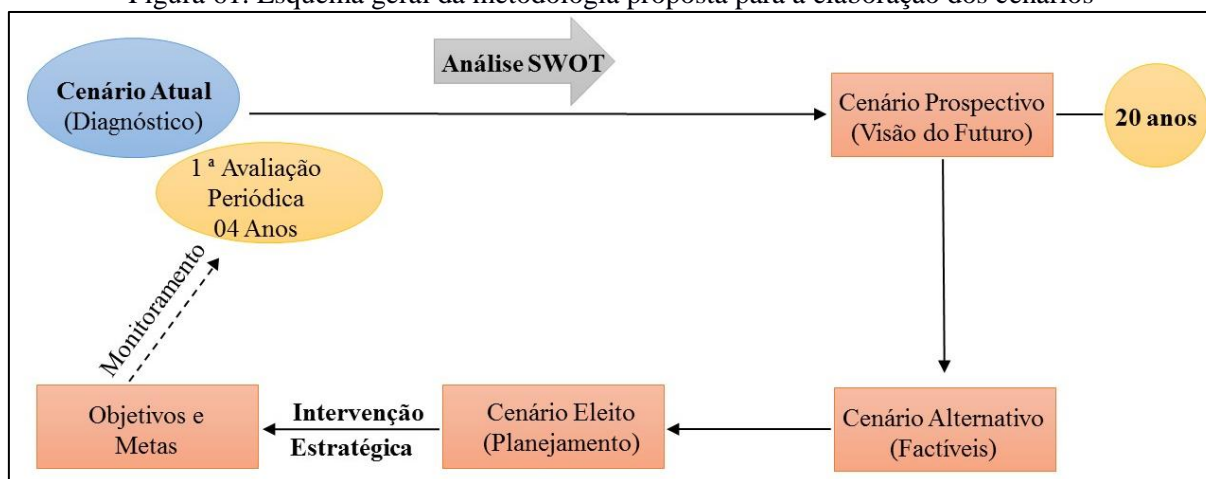 Figura 61. Esquema geral da metodologia proposta para a elaboração dos cenários
Análise SWOT
Cenário Atual
(Diagnóstico)
Cenário Prospectivo
(Visão do Futuro)
20 anos
1 ª Avaliação
Periódica
04 Anos
Monitoramento
Objetivos e
Metas
Intervenção
Estratégica
Cenário Eleito
(Planejamento)
Cenário Alternativo
(Factíveis)